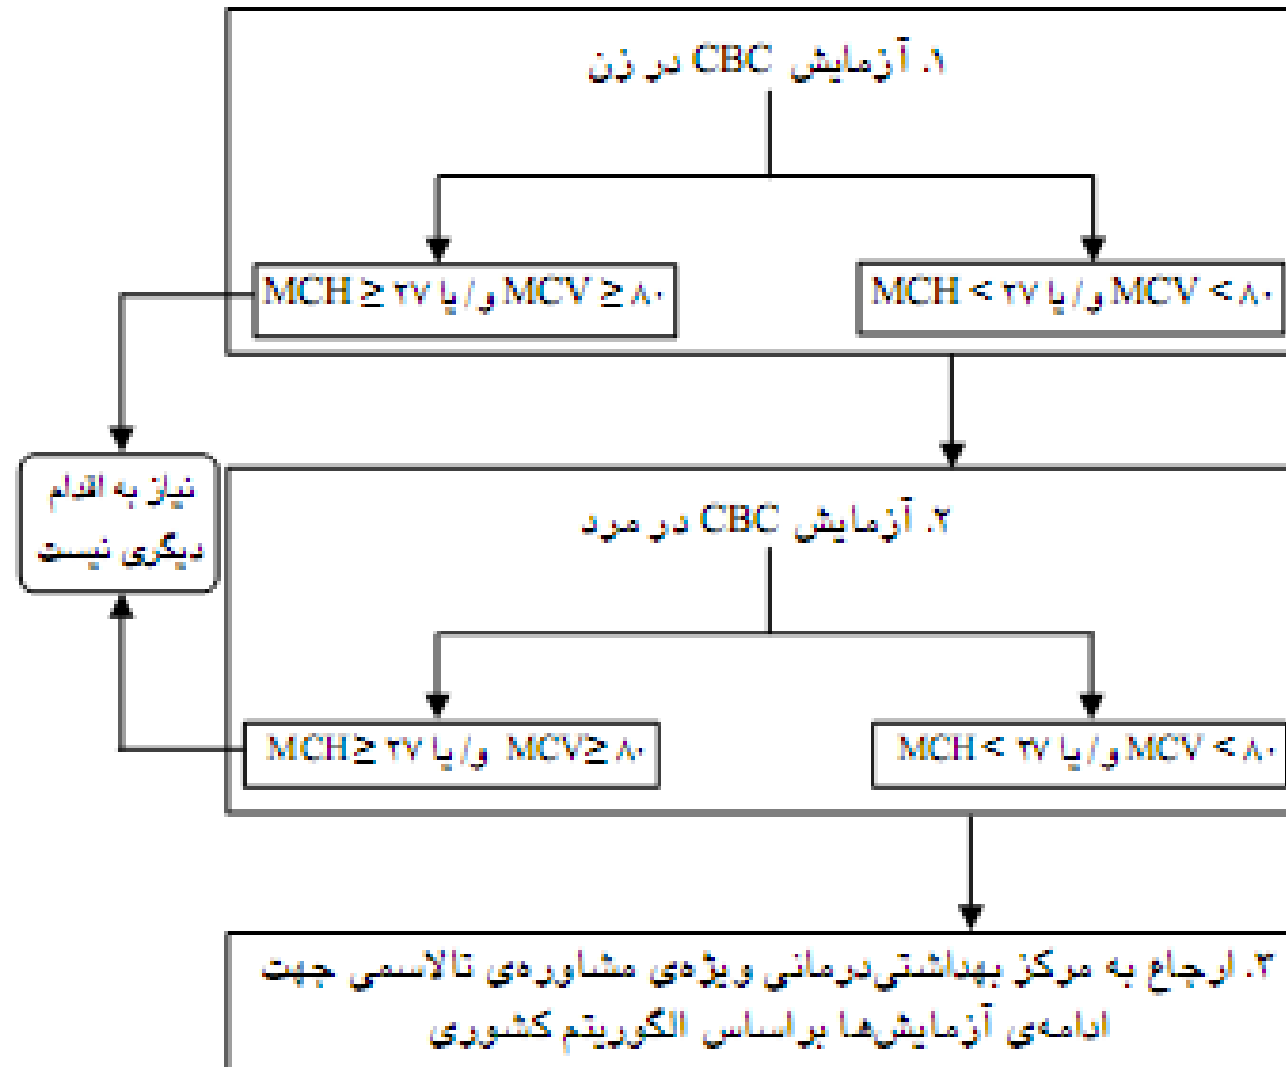 ۱. آزمایش CBC در زن
MCH < ۲۷ و/یا MCV < ۸۰
MCH ≥ ۲۷ و/یا MCV ≥ ۸۰
نیاز به اقدام
دیگری نیست
۲. آزمایش CBC در مرد
MCH < ۲۷ و/یا MCV < ۸۰
MCH ≥ ۲۷ و/یا MCV ≥ ۸۰
۳. ارجاع به مرکز بهداشتی‌درمانی ویژه‌ی مشاوره‌ی تالاسمی جهت
ادامه‌ی آزمایش‌ها براساس الگوریتم کشوری